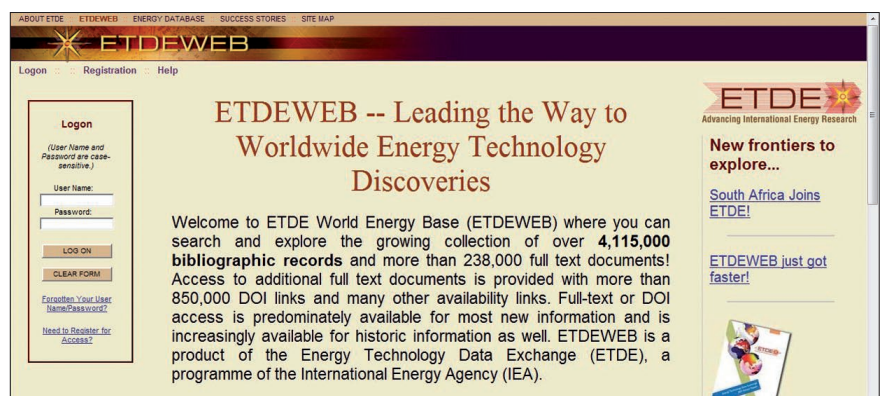 ABOUT ETDE :: ETDEWEB :: ENERGY DATABASE :: SUCCESS STORIES :: SITE MAP
ETDEWEB
Logon :: :: Registration :: Help
Logon
(User Name and
Password are case-
sensitive.)
User Name:
Password:
LOG ON
CLEAR FORM
Forgotten Your User
Name/Password?
Need to Register for
Access?
ETDEWEB -- Leading the Way to
Worldwide Energy Technology
Discoveries
Welcome to ETDE World Energy Base (ETDEWEB) where you can
search and explore the growing collection of over 4,115,000
bibliographic records and more than 238,000 full text documents!
Access to additional full text documents is provided with more than
850,000 DOI links and many other availability links. Full-text or DOI
access is predominately available for most new information and is
increasingly available for historic information as well. ETDEWEB is a
product of the Energy Technology Data Exchange (ETDE), a
programme of the International Energy Agency (IEA).
ETDE
Advancing International Energy Research
New frontiers to
explore...
South Africa Joins
ETDE!
ETDEWEB just got
faster!